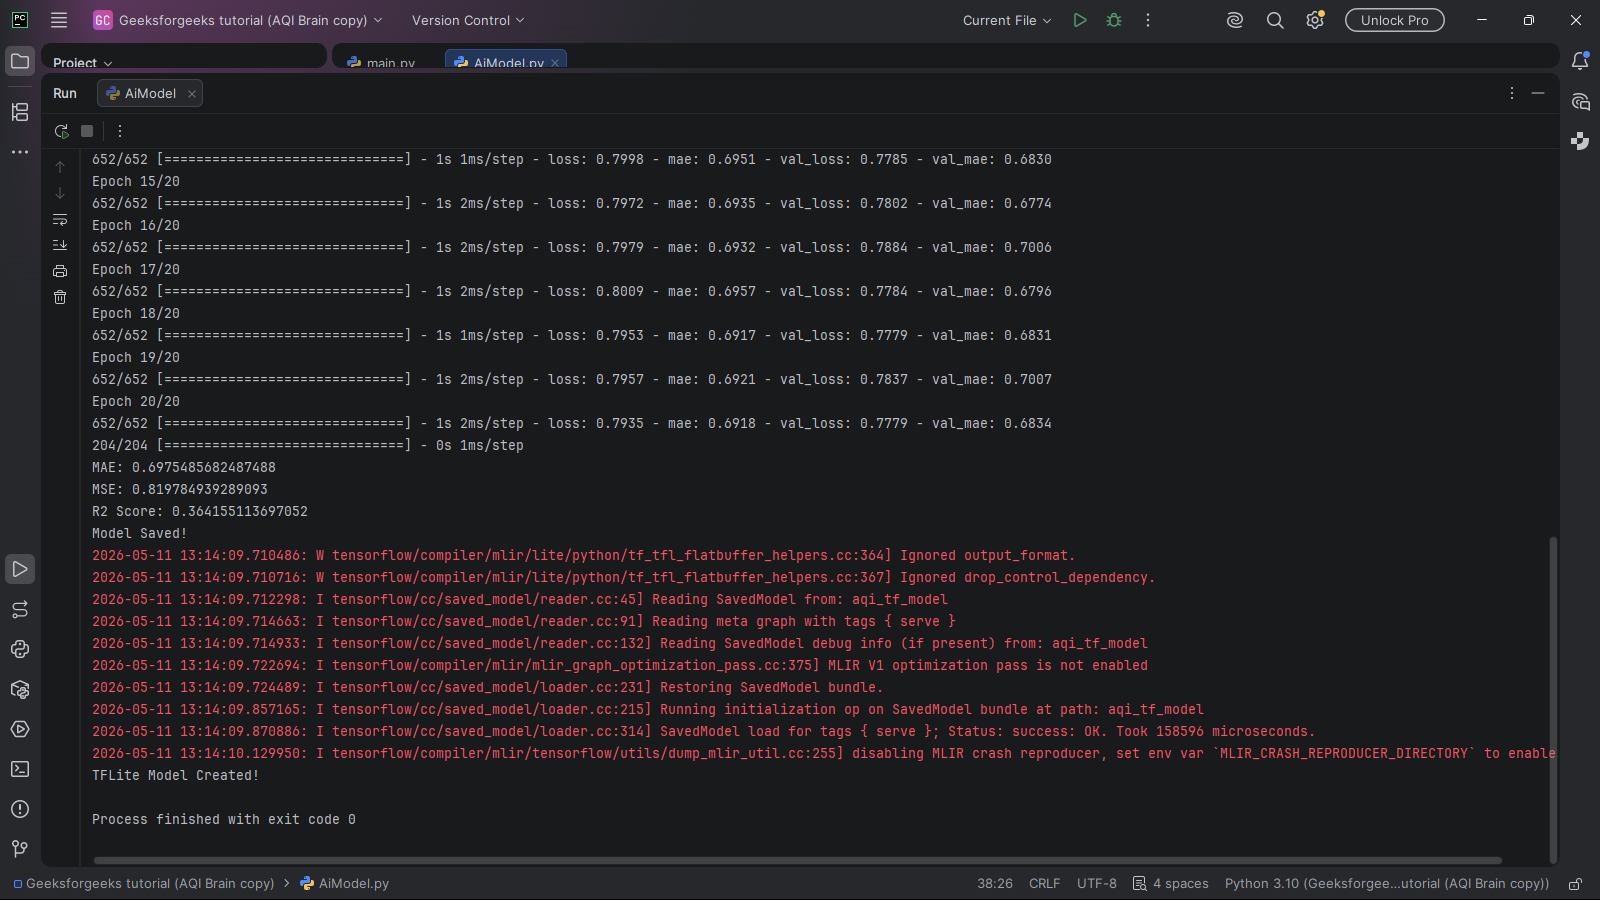 PC
GC Geeksforgeeks tutorial (AQI Brain copy)
Version Control
Current File
Unlock Pro
Project
main.py
AiModel.py
Run
AiModel
652/652 [==============================] - 1s 1ms/step - loss: 0.7998 - mae: 0.6951 - val_loss: 0.7785 - val_mae: 0.6830
Epoch 15/20
652/652 [==============================] - 1s 2ms/step - loss: 0.7972 - mae: 0.6935 - val_loss: 0.7802 - val_mae: 0.6774
Epoch 16/20
652/652 [==============================] - 1s 2ms/step - loss: 0.7979 - mae: 0.6932 - val_loss: 0.7884 - val_mae: 0.7006
Epoch 17/20
652/652 [==============================] - 1s 2ms/step - loss: 0.8009 - mae: 0.6957 - val_loss: 0.7784 - val_mae: 0.6796
Epoch 18/20
652/652 [==============================] - 1s 1ms/step - loss: 0.7953 - mae: 0.6917 - val_loss: 0.7779 - val_mae: 0.6831
Epoch 19/20
652/652 [==============================] - 1s 2ms/step - loss: 0.7957 - mae: 0.6921 - val_loss: 0.7837 - val_mae: 0.7007
Epoch 20/20
652/652 [==============================] - 1s 2ms/step - loss: 0.7935 - mae: 0.6918 - val_loss: 0.7779 - val_mae: 0.6834
204/204 [==============================] - 0s 1ms/step
MAE: 0.6975485682487488
MSE: 0.819784939289093
R2 Score: 0.364155113697052
Model Saved!
2026-05-11 13:14:09.710486: W tensorflow/compiler/mlir/lite/python/tf_tfl_flatbuffer_helpers.cc:364] Ignored output_format.
2026-05-11 13:14:09.710716: W tensorflow/compiler/mlir/lite/python/tf_tfl_flatbuffer_helpers.cc:367] Ignored drop_control_dependency.
2026-05-11 13:14:09.712298: I tensorflow/cc/saved_model/reader.cc:45] Reading SavedModel from: aqi_tf_model
2026-05-11 13:14:09.714663: I tensorflow/cc/saved_model/reader.cc:91] Reading meta graph with tags { serve }
2026-05-11 13:14:09.714933: I tensorflow/cc/saved_model/reader.cc:132] Reading SavedModel debug info (if present) from: aqi_tf_model
2026-05-11 13:14:09.722694: I tensorflow/compiler/mlir/mlir_graph_optimization_pass.cc:375] MLIR V1 optimization pass is not enabled
2026-05-11 13:14:09.724489: I tensorflow/cc/saved_model/loader.cc:231] Restoring SavedModel bundle.
2026-05-11 13:14:09.857165: I tensorflow/cc/saved_model/loader.cc:215] Running initialization op on SavedModel bundle at path: aqi_tf_model
2026-05-11 13:14:09.870886: I tensorflow/cc/saved_model/loader.cc:314] SavedModel load for tags { serve }; Status: success: OK. Took 158596 microseconds.
2026-05-11 13:14:10.129950: I tensorflow/compiler/mlir/tensorflow/utils/dump_mlir_util.cc:255] disabling MLIR crash reproducer, set env var `MLIR_CRASH_REPRODUCER_DIRECTORY` to enable
TFLite Model Created!
Process finished with exit code 0
Geeksforgeeks tutorial (AQI Brain copy) > AiModel.py
38:26 CRLF UTF-8 4 spaces Python 3.10 (Geeksforgee...utorial (AQI Brain copy))